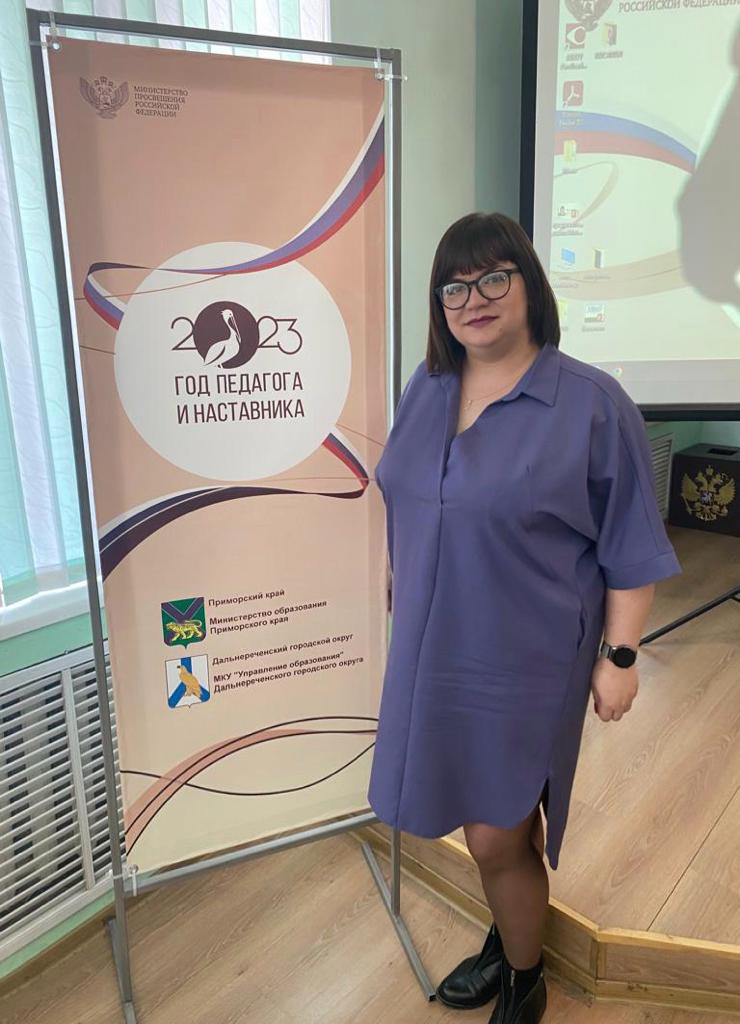 МИНИСТЕРСТВО
ПРОСВЕЩЕНИЯ
РОССИЙСКОЙ
ФЕДЕРАЦИИ
2023
ГОД ПЕДАГОГА
И НАСТАВНИКА
Приморский край
Министерство образования
Приморского края
Дальнереченский городской округ
МКУ "Управление образования"
Дальнереченского городского округа
РОССИЙСКОЙ ФЕДЕРАЦИИ